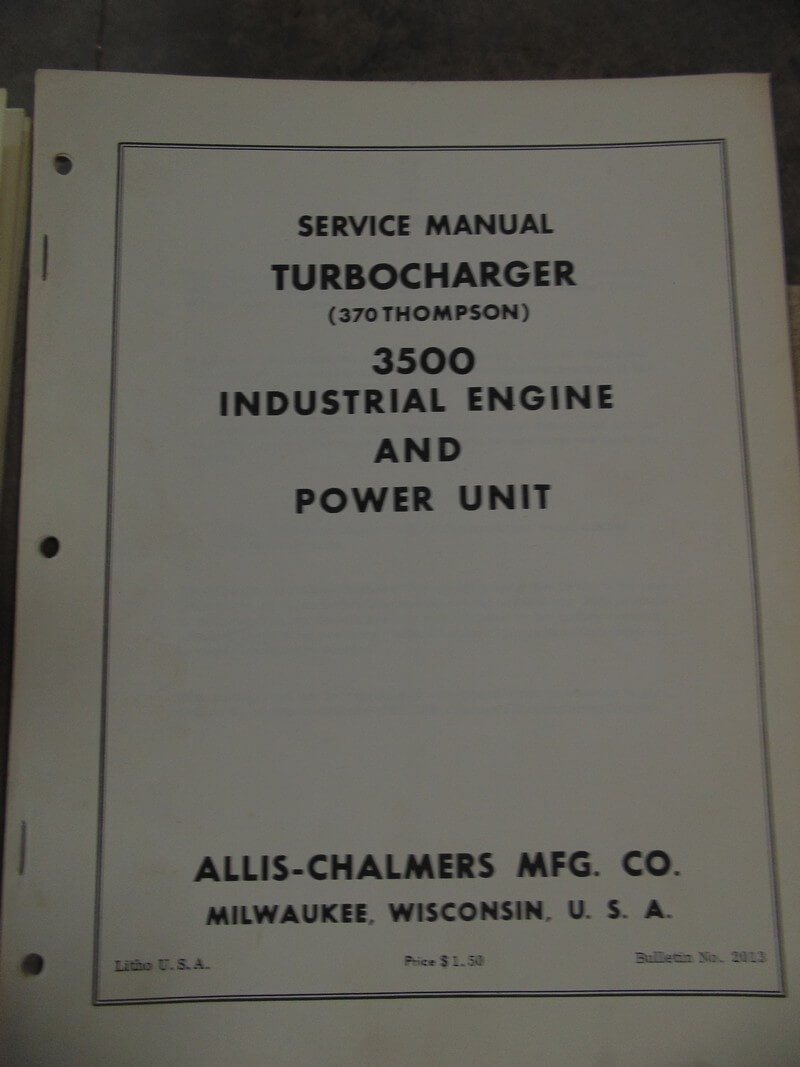 SERVICE MANUAL
TURBOCHARGER
(370 THOMPSON)
3500
INDUSTRIAL ENGINE
AND
POWER UNIT
ALLIS-CHALMERS MFG. CO.
MILWAUKEE, WISCONSIN, U. S. A.
Litho U.S.A. Price $1.50 Bulletin No. 2013